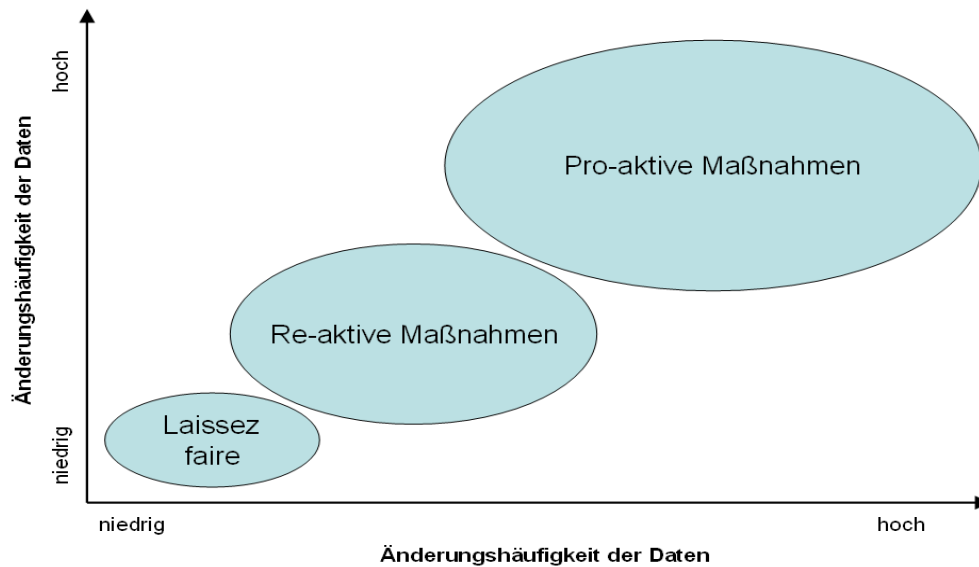 hoch
Änderungshäufigkeit der Daten
niedrig
Pro-aktive Maßnahmen
Re-aktive Maßnahmen
Laissez
faire
niedrig
hoch
Änderungshäufigkeit der Daten